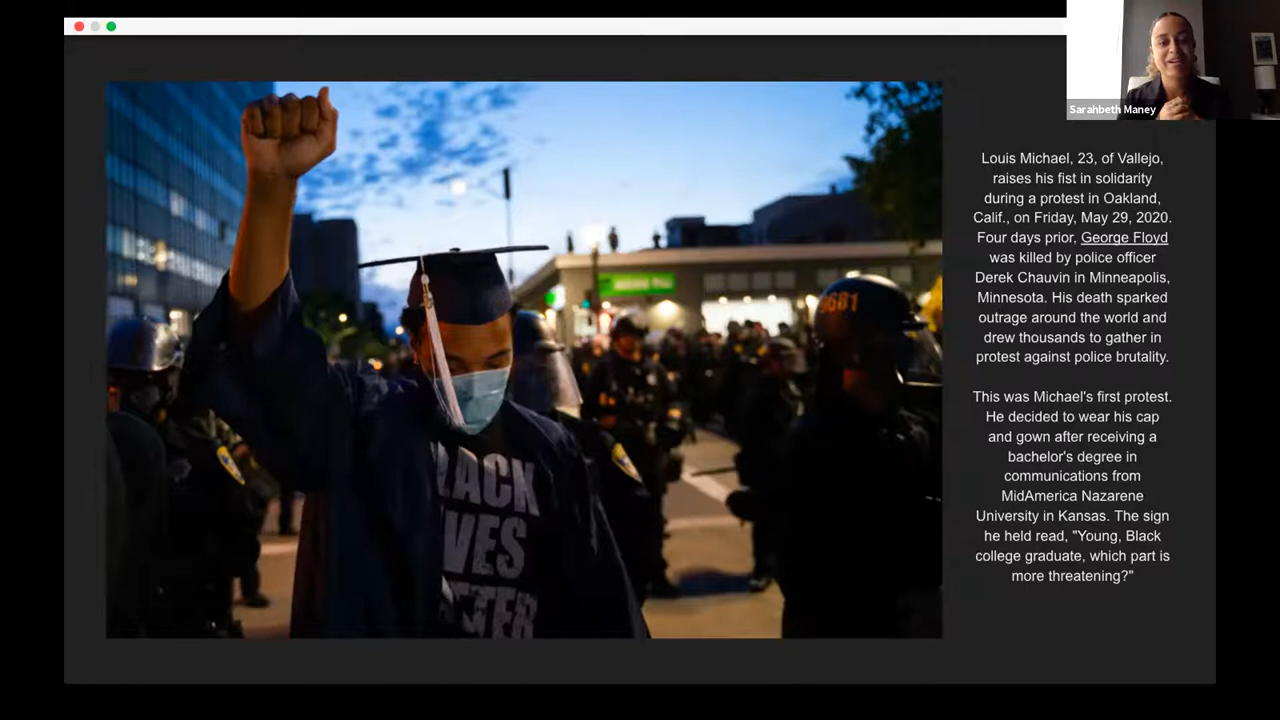 Sarahbeth Maney
Louis Michael, 23, of Vallejo,
raises his fist in solidarity
during a protest in Oakland,
Calif., on Friday, May 29, 2020.
Four days prior, George Floyd
was killed by police officer
Derek Chauvin in Minneapolis,
Minnesota. His death sparked
outrage around the world and
drew thousands to gather in
protest against police brutality.
This was Michael's first protest.
He decided to wear his cap
and gown after receiving a
bachelor's degree in
communications from
MidAmerica Nazarene
University in Kansas. The sign
he held read, "Young, Black
college graduate, which part is
more threatening?"
LACK
VES